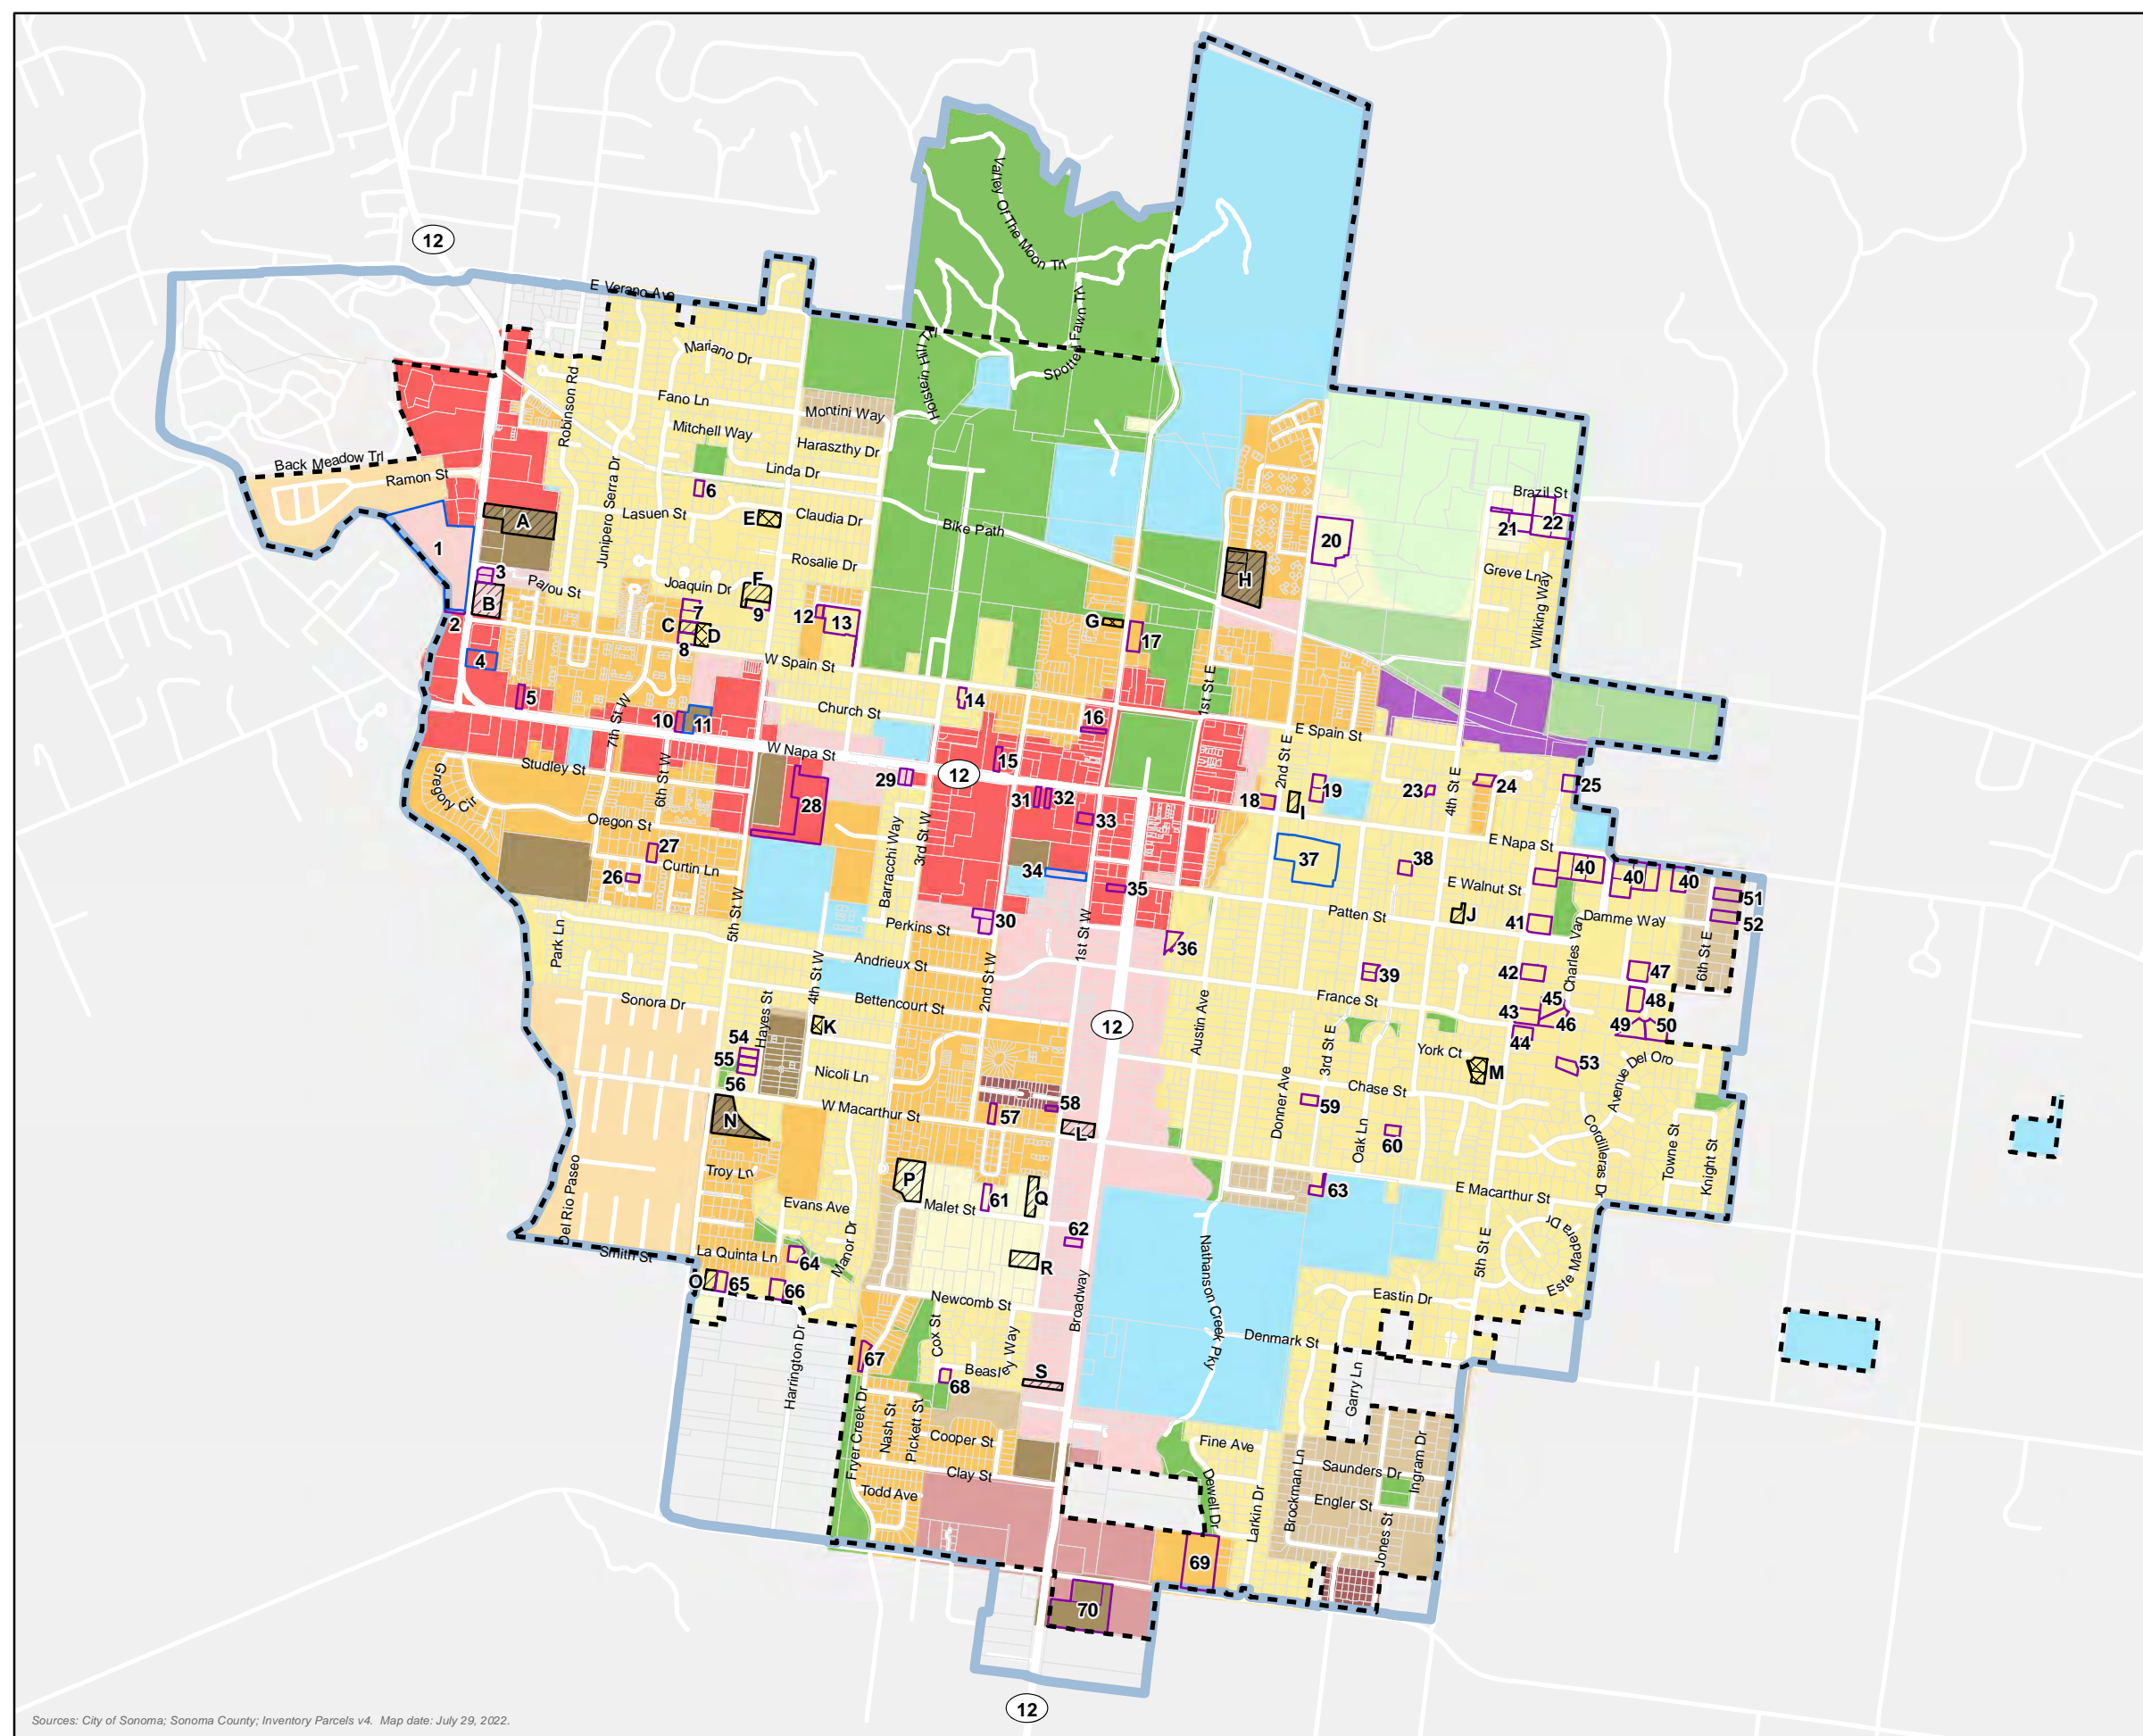 12
Valley Of The Moon Trl
Spotted Fawn Trl
Holstein Hill Trl
E Verano Ave
Mariano Dr
Robinson Rd
Fano Ln
Montini Way
Mitchell Way
Haraszthy Dr
Linda Dr
Back Meadow Trl
Ramon St
Junipero Serra Dr
6
Lasuen St
E
Claudia Dr
Bike Path
A
1
20
Brazil St
21
22
Rosalie Dr
3
Palou St
Joaquin Dr
F
H
Greve Ln
Wilking Way
B
7
9
12
13
C
D
8
G
17
2
4
W Spain St
1st St E
5
7th St W
10
11
14
Church St
16
E Spain St
W Napa St
12
15
2nd St E
Studley St
6th St W
29
19
23
4th St E
24
25
Gregory Cir
28
31
32
18
I
Oregon St
33
E Napa St
27
Curtin Ln
Barracchi Way
3rd St W
37
38
40
40
40
26
34
35
E Walnut St
51
5th St W
Perkins St
30
Patten St
J
41
Damme Way
52
Park Ln
1st St W
36
Charles Van
6th St E
Andrieux St
2nd St W
39
42
47
4th St W
Sonora Dr
Bettencourt St
France St
45
48
Hayes St
Austin Ave
43
K
12
46
49
50
3rd St E
44
54
55
56
Nicoli Ln
York Ct
M
53
Del Oro
Avenue
Chase St
58
W Macarthur St
57
59
N
L
Donner Ave
Oak Ln
60
Cordilleras Dr
Towne St
Knight St
Troy Ln
P
63
E Macarthur St
Evans Ave
Malet St
61
Q
62
Este Madera Dr
Del Rio Paseo
Smith St
La Quinta Ln
64
Manor Dr
R
5th St E
O
65
66
Newcomb St
Broadway
Nathanson Creek Pky
Eastin Dr
Denmark St
Harrington Dr
67
Cox St
Beasley Way
S
68
Garry Ln
Fryer Creek Dr
Nash St
Pickett St
Cooper St
Fine Ave
Clay St
Saunders Dr
Ingram Dr
Todd Ave
Dewell Dr
Larkin Dr
Brockman Ln
Engler St
Jones St
69
70
12
Sources: City of Sonoma; Sonoma County; Inventory Parcels v4. Map date: July 29, 2022.